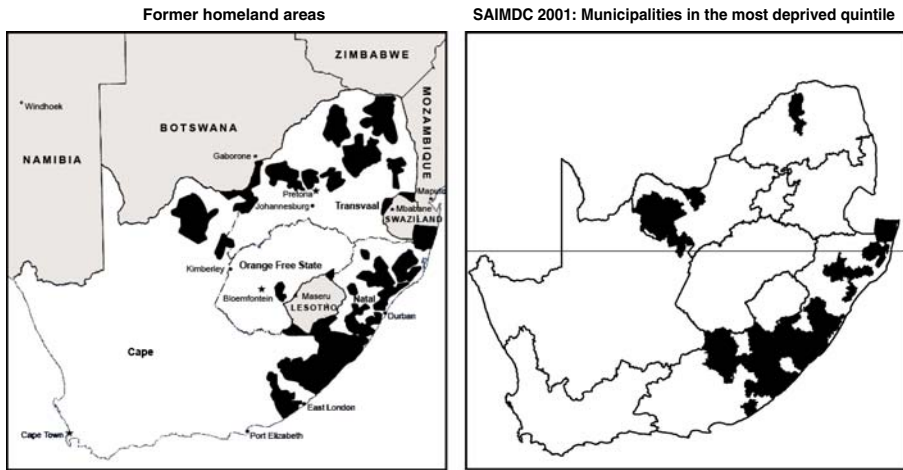 Former homeland areas
SAIMDC 2001: Municipalities in the most deprived quintile
ZIMBABWE
Windhoek
BOTSWANA
MOZAMBIQUE
NAMIBIA
Gaborone
Pretoria
Johannesburg
Transvaal
Maputo
Mbabane
SWAZILAND
Kimberley
Orange Free State
Bloemfontein
Maseru
LESOTHO
Natal
Durban
Cape
East London
Cape Town
Port Elizabeth